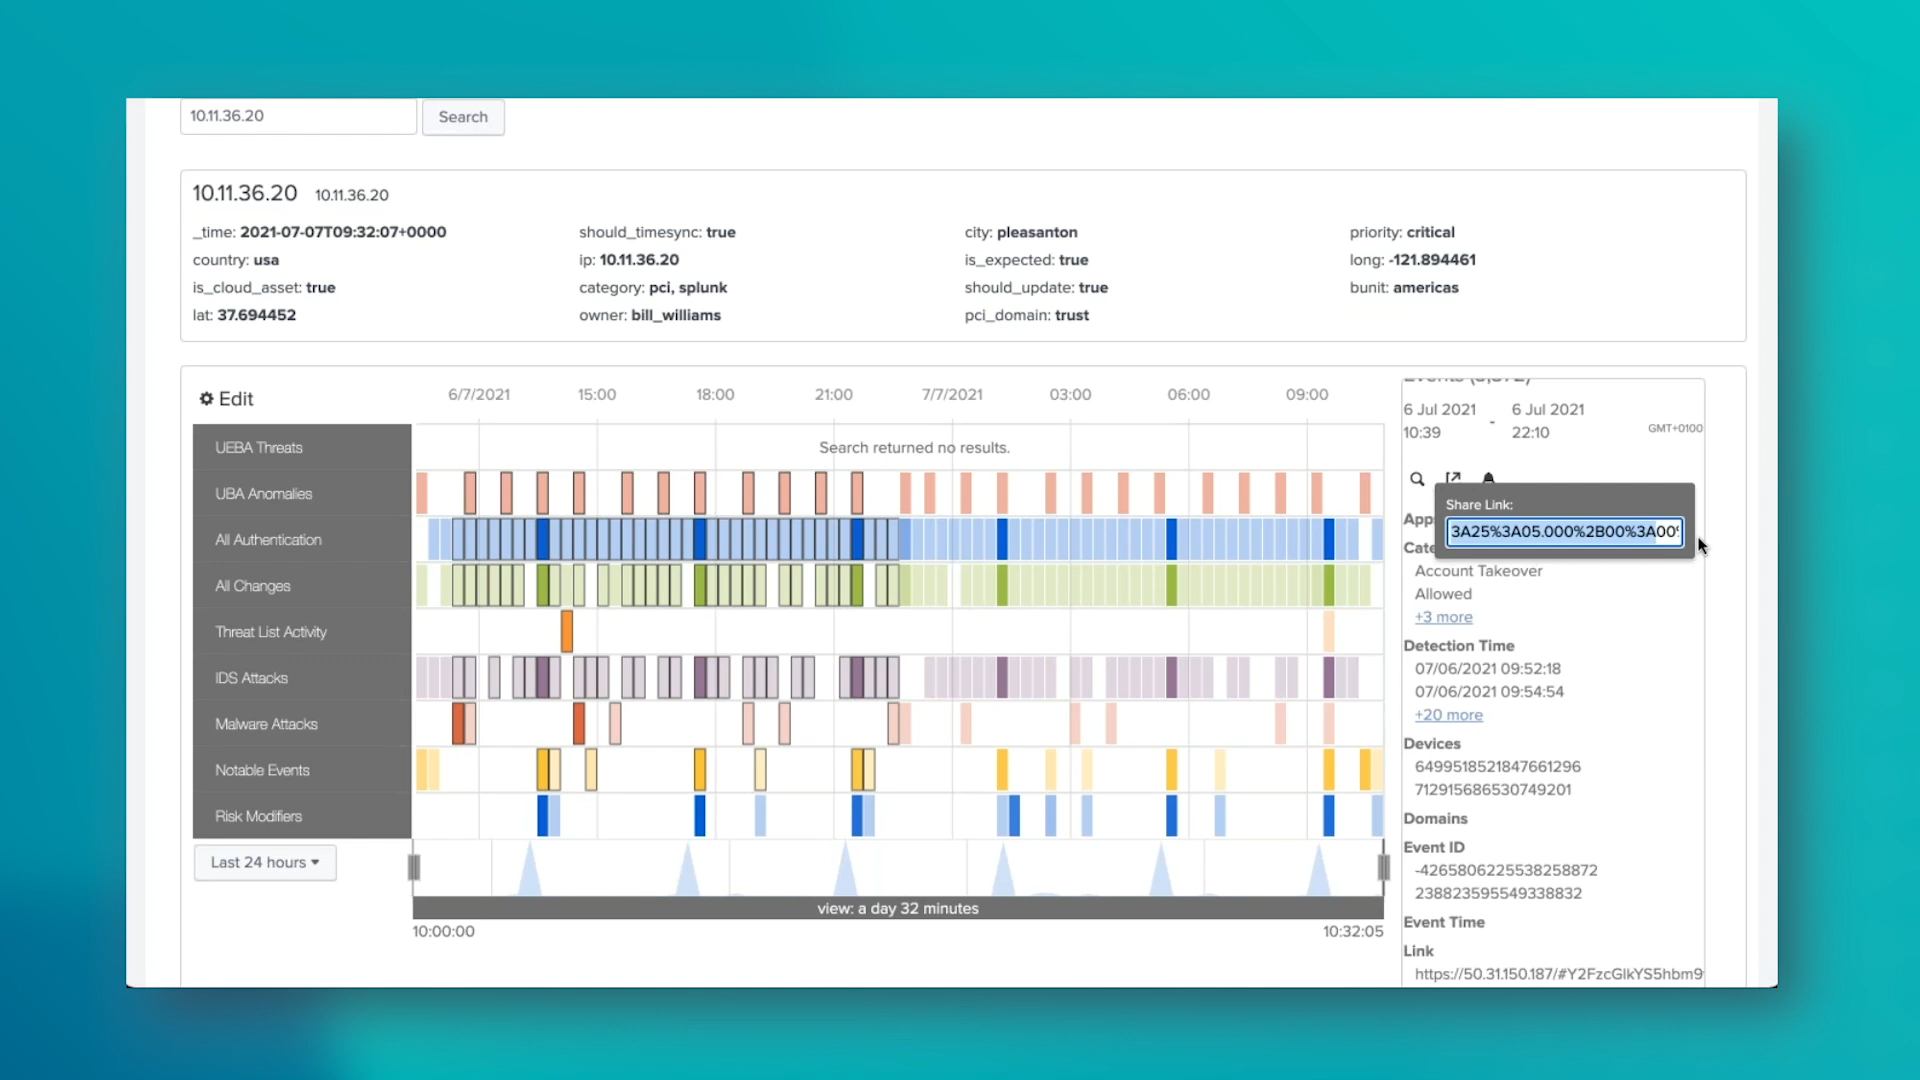 10.11.36.20
Search
10.11.36.20 10.11.36.20
_time: 2021-07-07T09:32:07+0000 should_timesync: true city: pleasanton priority: critical
country: usa ip: 10.11.36.20 is_expected: true long: -121.894461
is_cloud_asset: true category: pci, splunk should_update: true bunit: americas
lat: 37.694452 owner: bill_williams pci_domain: trust
Edit
6/7/2021 15:00 18:00 21:00 7/7/2021 03:00 06:00 09:00
UEBA Threats
Search returned no results.
UBA Anomalies
All Authentication
All Changes
Threat List Activity
IDS Attacks
Malware Attacks
Notable Events
Risk Modifiers
Last 24 hours
view: a day 32 minutes
10:00:00 10:32:05
6 Jul 2021 - 6 Jul 2021
10:39 22:10 GMT+0100
Share Link:
3A25%3A05.000%2B00%3A00
App
Cate
Account Takeover
Allowed
+3 more
Detection Time
07/06/2021 09:52:18
07/06/2021 09:54:54
+20 more
Devices
6499518521847661296
712915686530749201
Domains
Event ID
-4265806225538258872
238823595549338832
Event Time
Link
https://50.31.150.187/#Y2FzcGlkYS5hbm9